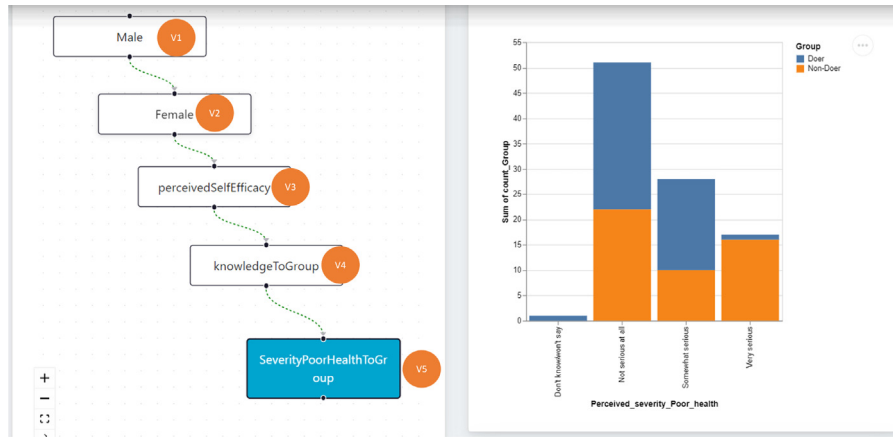 Male
V1
Female
V2
perceivedSelfEfficacy
V3
knowledgeToGroup
V4
SeverityPoorHealthToGr
oup
V5
55
50
45
40
35
30
25
20
15
10
5
0
Sum of count_Group
Don't know/won't say
Not serious at all
Somewhat serious
Very serious
Perceived_severity_Poor_health
Group
Doer
Non-Doer